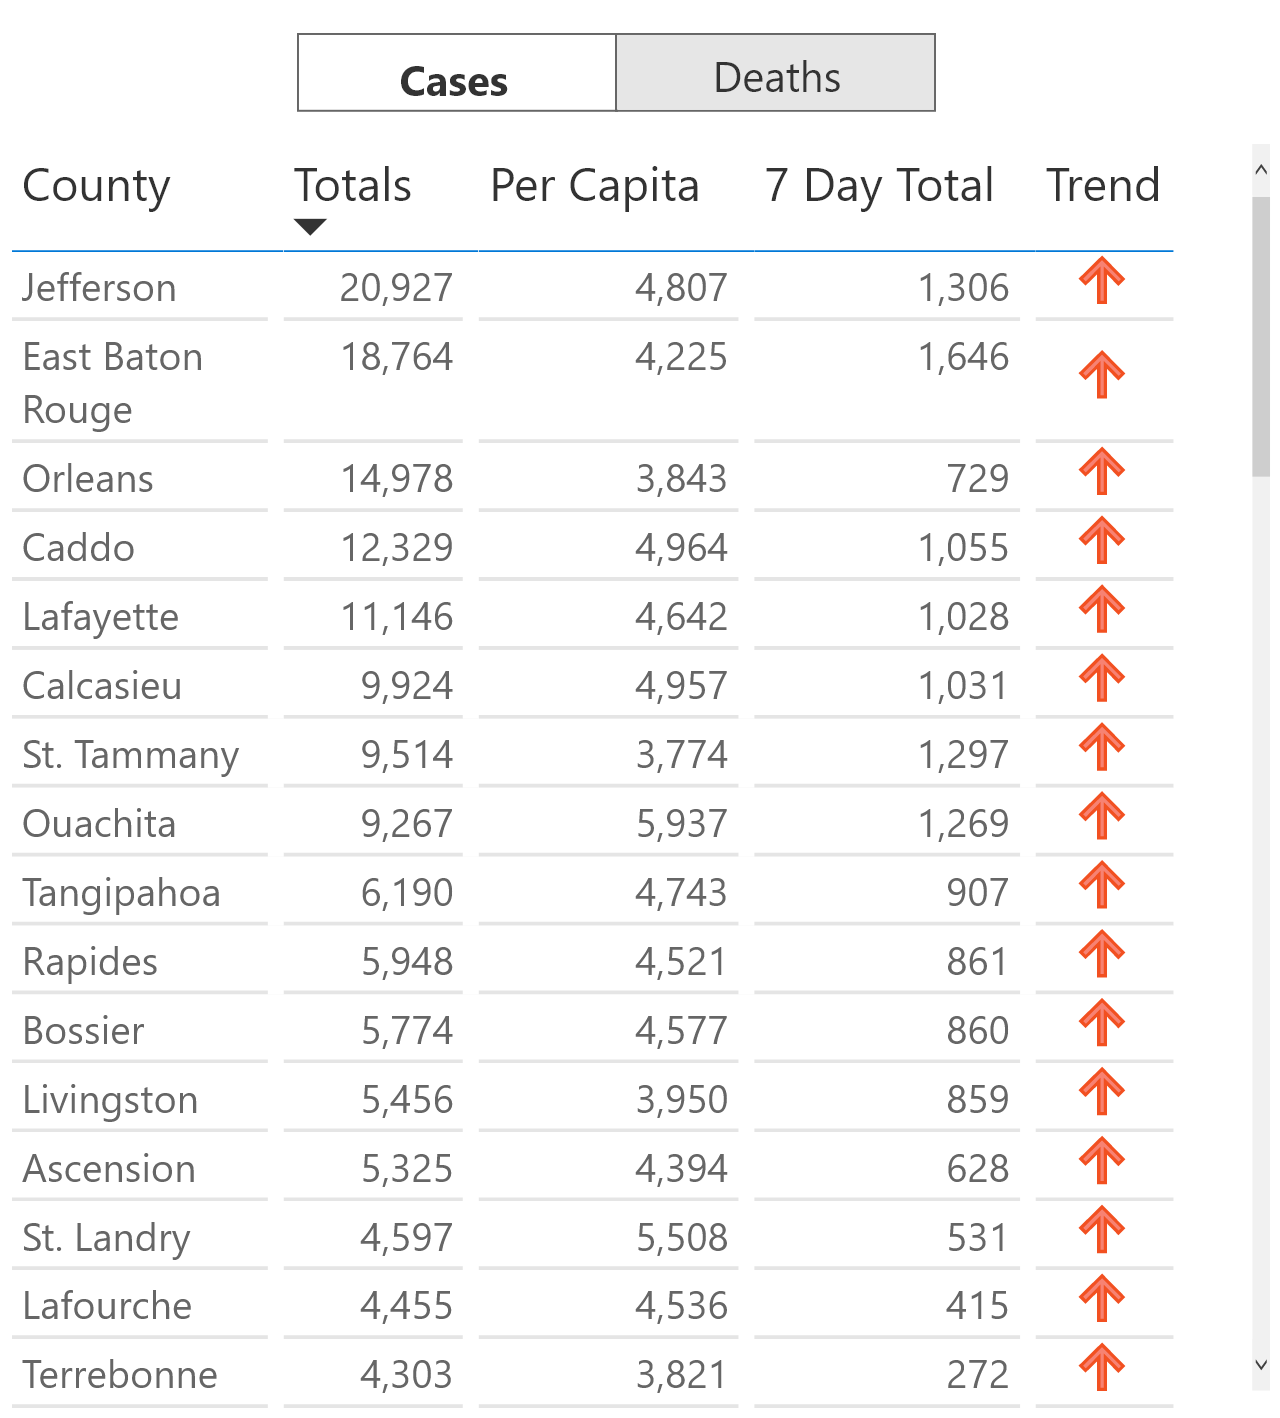 Cases Deaths
County Totals Per Capita 7 Day Total Trend
Jefferson 20,927 4,807 1,306
East Baton 18,764 4,225 1,646
Rouge
Orleans 14,978 3,843 729
Caddo 12,329 4,964 1,055
Lafayette 11,146 4,642 1,028
Calcasieu 9,924 4,957 1,031
St. Tammany 9,514 3,774 1,297
Ouachita 9,267 5,937 1,269
Tangipahoa 6,190 4,743 907
Rapides 5,948 4,521 861
Bossier 5,774 4,577 860
Livingston 5,456 3,950 859
Ascension 5,325 4,394 628
St. Landry 4,597 5,508 531
Lafourche 4,455 4,536 415
Terrebonne 4,303 3,821 272